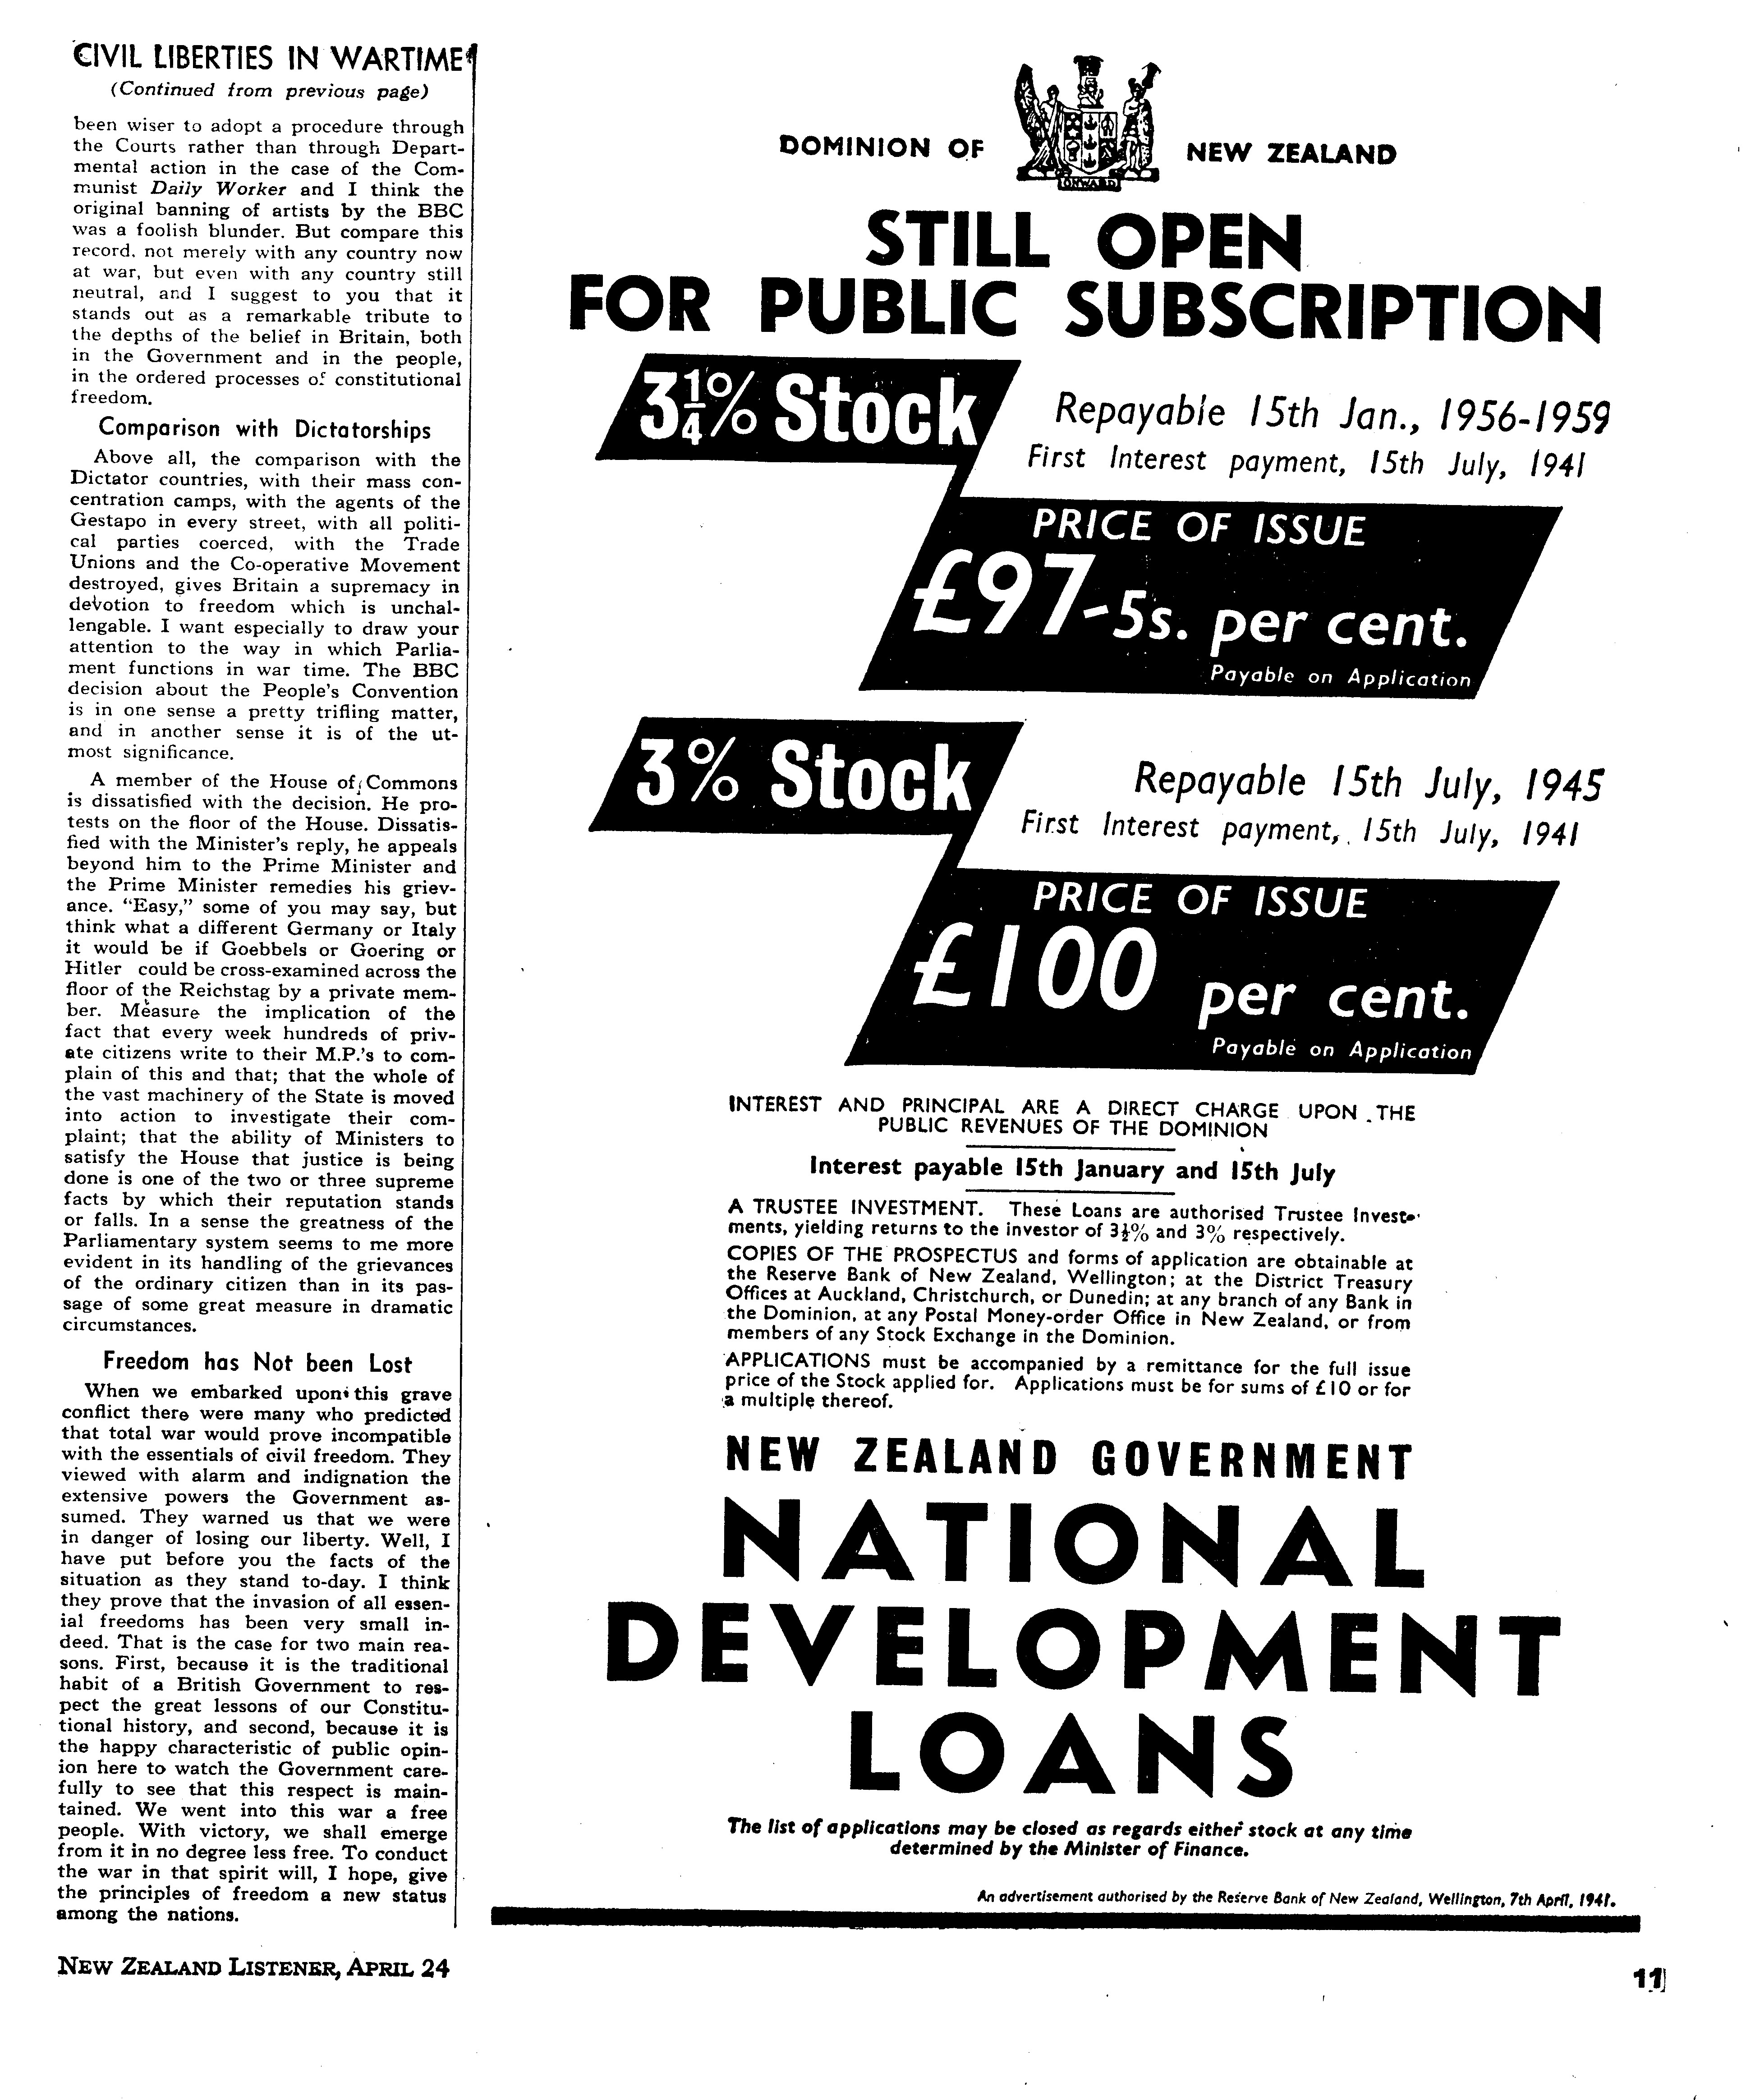 CIVIL LIBERTIES IN WARTIME
(Continued from previous page)
been wiser to adopt a procedure through
the Courts rather than through Depart-
mental action in the case of the Com-
munist Daily Worker and I think the
original banning of artists by the BBC
was a foolish blunder. But compare this
record, not merely with any country now
at war, but even with any country still
neutral, and I suggest to you that it
stands out as a remarkable tribute to
the depths of the belief in Britain, both
in the Government and in the people,
in the ordered processes of constitutional
freedom.
Comparison with Dictatorships
Above all, the comparison with the
Dictator countries, with their mass con-
centration camps, with the agents of the
Gestapo in every street, with all politi-
cal parties coerced, with the Trade
Unions and the Co-operative Movement
destroyed, gives Britain a supremacy in
devotion to freedom which is unchal-
lengable. I want especially to draw your
attention to the way in which Parlia-
ment functions in war time. The BBC
decision about the People's Convention
is in one sense a pretty trifling matter,
and in another sense it is of the ut-
most significance.
A member of the House of Commons
is dissatisfied with the decision. He pro-
tests on the floor of the House. Dissatis-
fied with the Minister's reply, he appeals
beyond him to the Prime Minister and
the Prime Minister remedies his griev-
ance. "Easy," some of you may say, but
think what a different Germany or Italy
it would be if Goebbels or Goering or
Hitler could be cross-examined across the
floor of the Reichstag by a private mem-
ber. Measure the implication of the
fact that every week hundreds of priv-
ate citizens write to their M.P.'s to com-
plain of this and that; that the whole of
the vast machinery of the State is moved
into action to investigate their com-
plaint; that the ability of Ministers to
satisfy the House that justice is being
done is one of the two or three supreme
facts by which their reputation stands
or falls. In a sense the greatness of the
Parliamentary system seems to me more
evident in its handling of the grievances
of the ordinary citizen than in its pas-
sage of some great measure in dramatic
circumstances.
Freedom has Not been Lost
When we embarked upon this grave
conflict there were many who predicted
that total war would prove incompatible
with the essentials of civil freedom. They
viewed with alarm and indignation the
extensive powers the Government as-
sumed. They warned us that we were
in danger of losing our liberty. Well, I
have put before you the facts of the
situation as they stand to-day. I think
they prove that the invasion of all essen-
ial freedoms has been very small in-
deed. That is the case for two main rea-
sons. First, because it is the traditional
habit of a British Government to res-
pect the great lessons of our Constitu-
tional history, and second, because it is
the happy characteristic of public opin-
ion here to watch the Government care-
fully to see that this respect is main-
tained. We went into this war a free
people. With victory, we shall emerge
from it in no degree less free. To conduct
the war in that spirit will, I hope, give
the principles of freedom a new status
among the nations.
DOMINION OF NEW ZEALAND
ONWARD
STILL OPEN
FOR PUBLIC SUBSCRIPTION
3¼% Stock
Repayable 15th Jan., 1956-1959
First Interest payment, 15th July, 1941
PRICE OF ISSUE
£97-5s. per cent.
Payable on Application
3% Stock
Repayable 15th July, 1945
First Interest payment, 15th July, 1941
PRICE OF ISSUE
£100 per cent.
Payable on Application
INTEREST AND PRINCIPAL ARE A DIRECT CHARGE UPON THE
PUBLIC REVENUES OF THE DOMINION
Interest payable 15th January and 15th July
A TRUSTEE INVESTMENT. These Loans are authorised Trustee Invest-
ments, yielding returns to the investor of 3½% and 3% respectively.
COPIES OF THE PROSPECTUS and forms of application are obtainable at
the Reserve Bank of New Zealand, Wellington; at the District Treasury
Offices at Auckland, Christchurch, or Dunedin; at any branch of any Bank in
the Dominion, at any Postal Money-order Office in New Zealand, or from
members of any Stock Exchange in the Dominion.
APPLICATIONS must be accompanied by a remittance for the full issue
price of the Stock applied for. Applications must be for sums of £10 or for
a multiple thereof.
NEW ZEALAND GOVERNMENT
NATIONAL
DEVELOPMENT
LOANS
The list of applications may be closed as regards either stock at any time
determined by the Minister of Finance.
An advertisement authorised by the Reserve Bank of New Zealand, Wellington, 7th April, 1941.
NEW ZEALAND LISTENER, APRIL 24
11